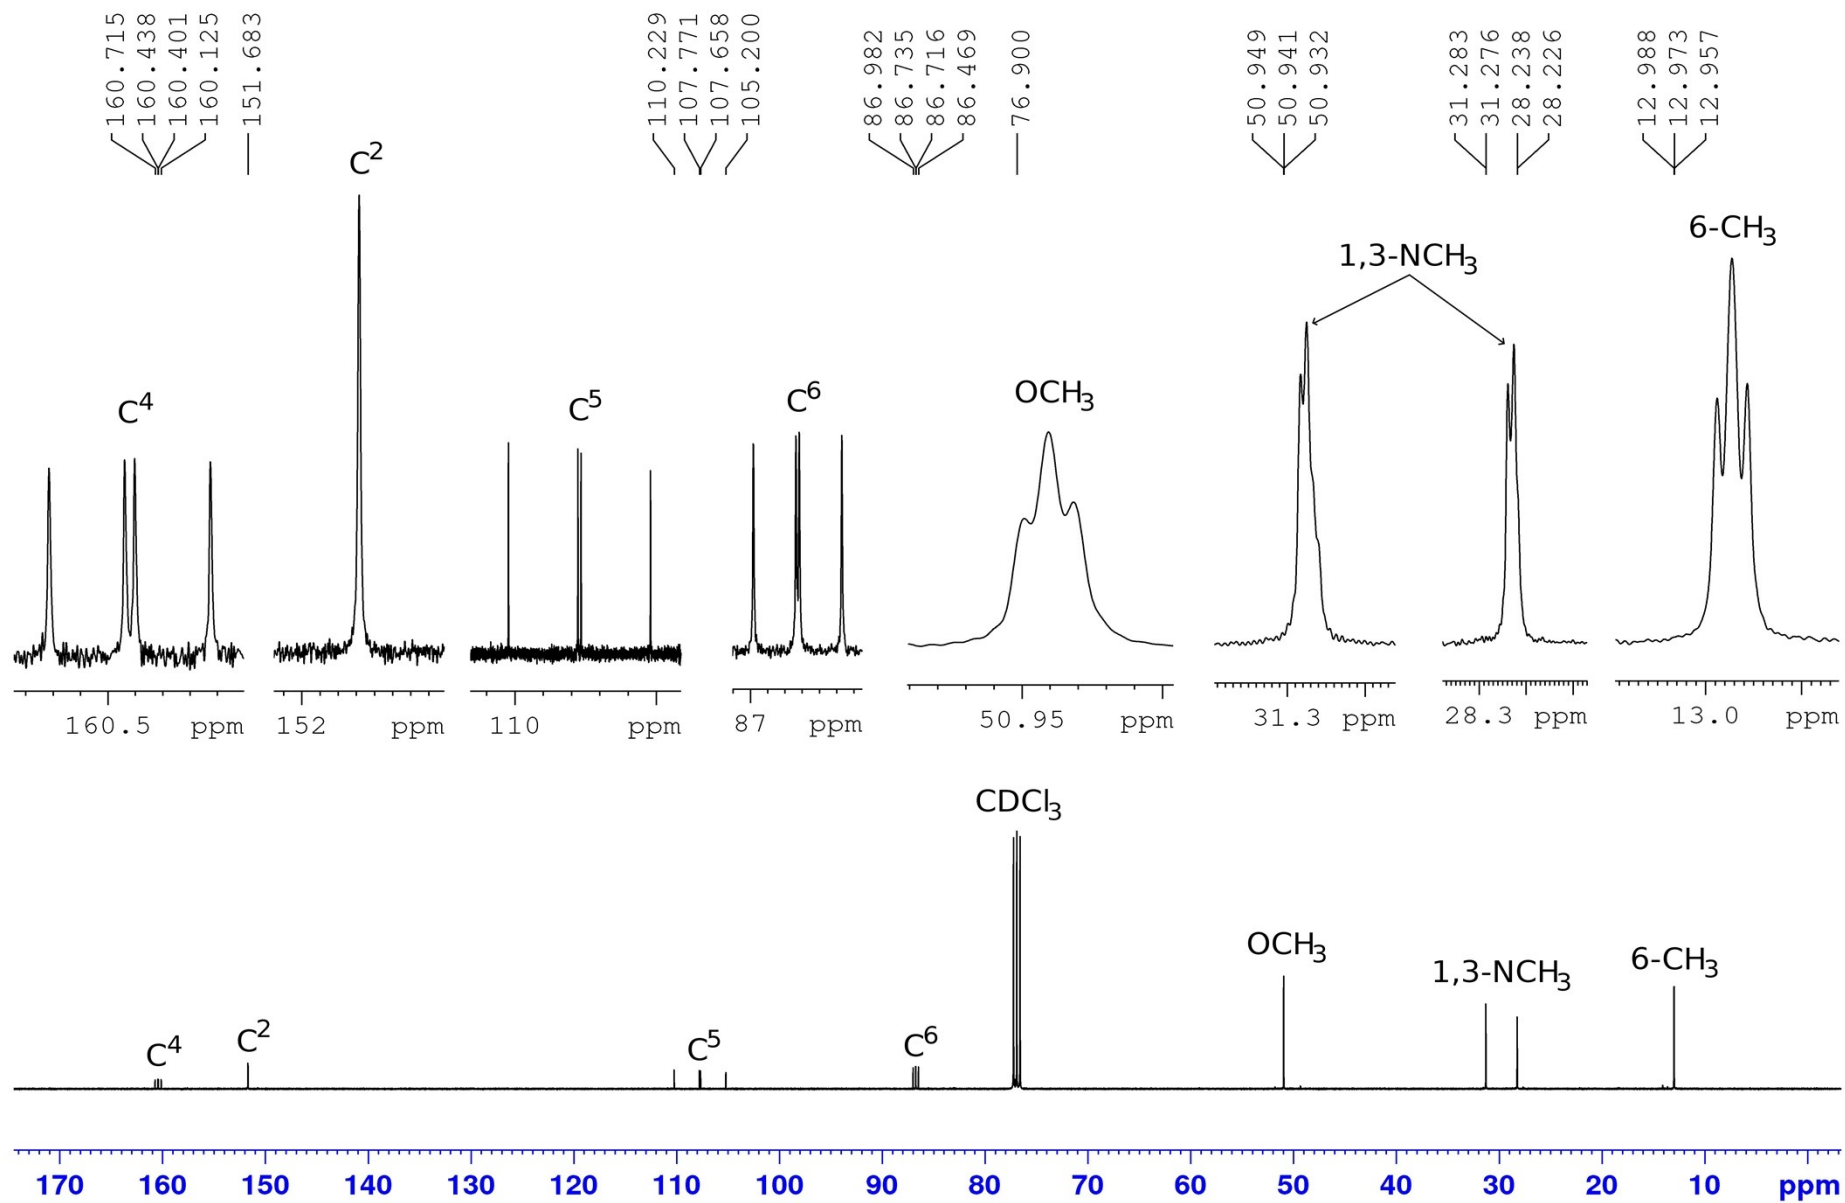 160.715
160.438
160.401
160.125
151.683
110.229
107.771
107.658
105.200
86.982
86.735
86.716
86.469
76.900
50.949
50.941
50.932
31.283
31.276
28.238
28.226
12.988
12.973
12.957
C4
C2
C5
C6
OCH3
1,3-NCH3
6-CH3
160.5 ppm
152 ppm
110 ppm
87 ppm
50.95 ppm
31.3 ppm
28.3 ppm
13.0 ppm
CDCl3
C4
C2
C5
C6
OCH3
1,3-NCH3
6-CH3
170 160 150 140 130 120 110 100 90 80 70 60 50 40 30 20 10 ppm